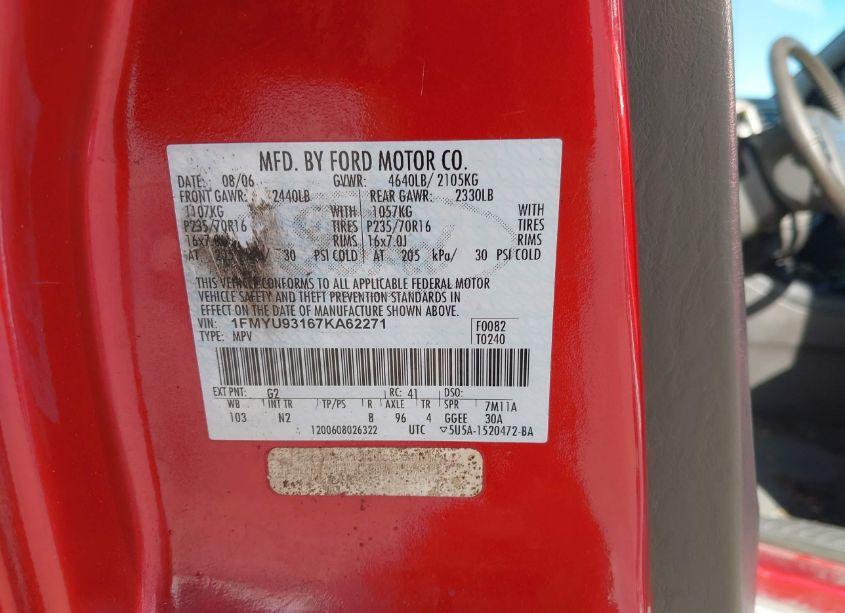 MFD. BY FORD MOTOR CO.
DATE: 08/06 GVWR: 4640LB/ 2105KG
FRONT GAWR: 2440LB REAR GAWR: 2330LB
1107KG WITH 1057KG WITH
P235/70R16 TIRES P235/70R16 TIRES
16x7.0J RIMS 16x7.0J RIMS
AT 205 kPa/ 30 PSI COLD AT 205 kPa/ 30 PSI COLD
THIS VEHICLE CONFORMS TO ALL APPLICABLE FEDERAL MOTOR
VEHICLE SAFETY AND THEFT PREVENTION STANDARDS IN
EFFECT ON THE DATE OF MANUFACTURE SHOWN ABOVE.
VIN: 1FMYU93167KA62271 F0082
TYPE: MPV T0240
EXT PNT: G2 RC: 41 DSO:
WB INT TR TP/PS R AXLE TR SPR 7M11A
103 N2 B 96 4 GGEE 30A
1200608026322 UTC ▽5U5A-1520472-BA